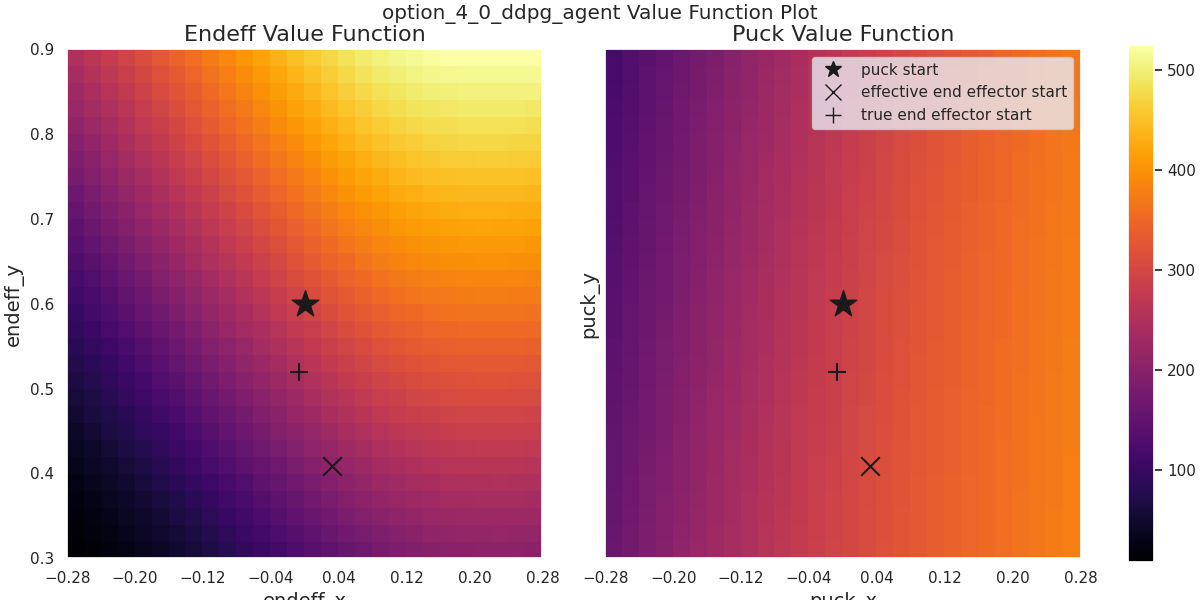 option_4_0_ddpg_agent Value Function Plot
Endeff Value Function
Puck Value Function
0.9
0.8
0.7
0.6
0.5
0.4
0.3
endeff_y
−0.28 −0.20 −0.12 −0.04 0.04 0.12 0.20 0.28
endeff_x
puck start
effective end effector start
true end effector start
puck_y
−0.28 −0.20 −0.12 −0.04 0.04 0.12 0.20 0.28
puck_x
500
400
300
200
100